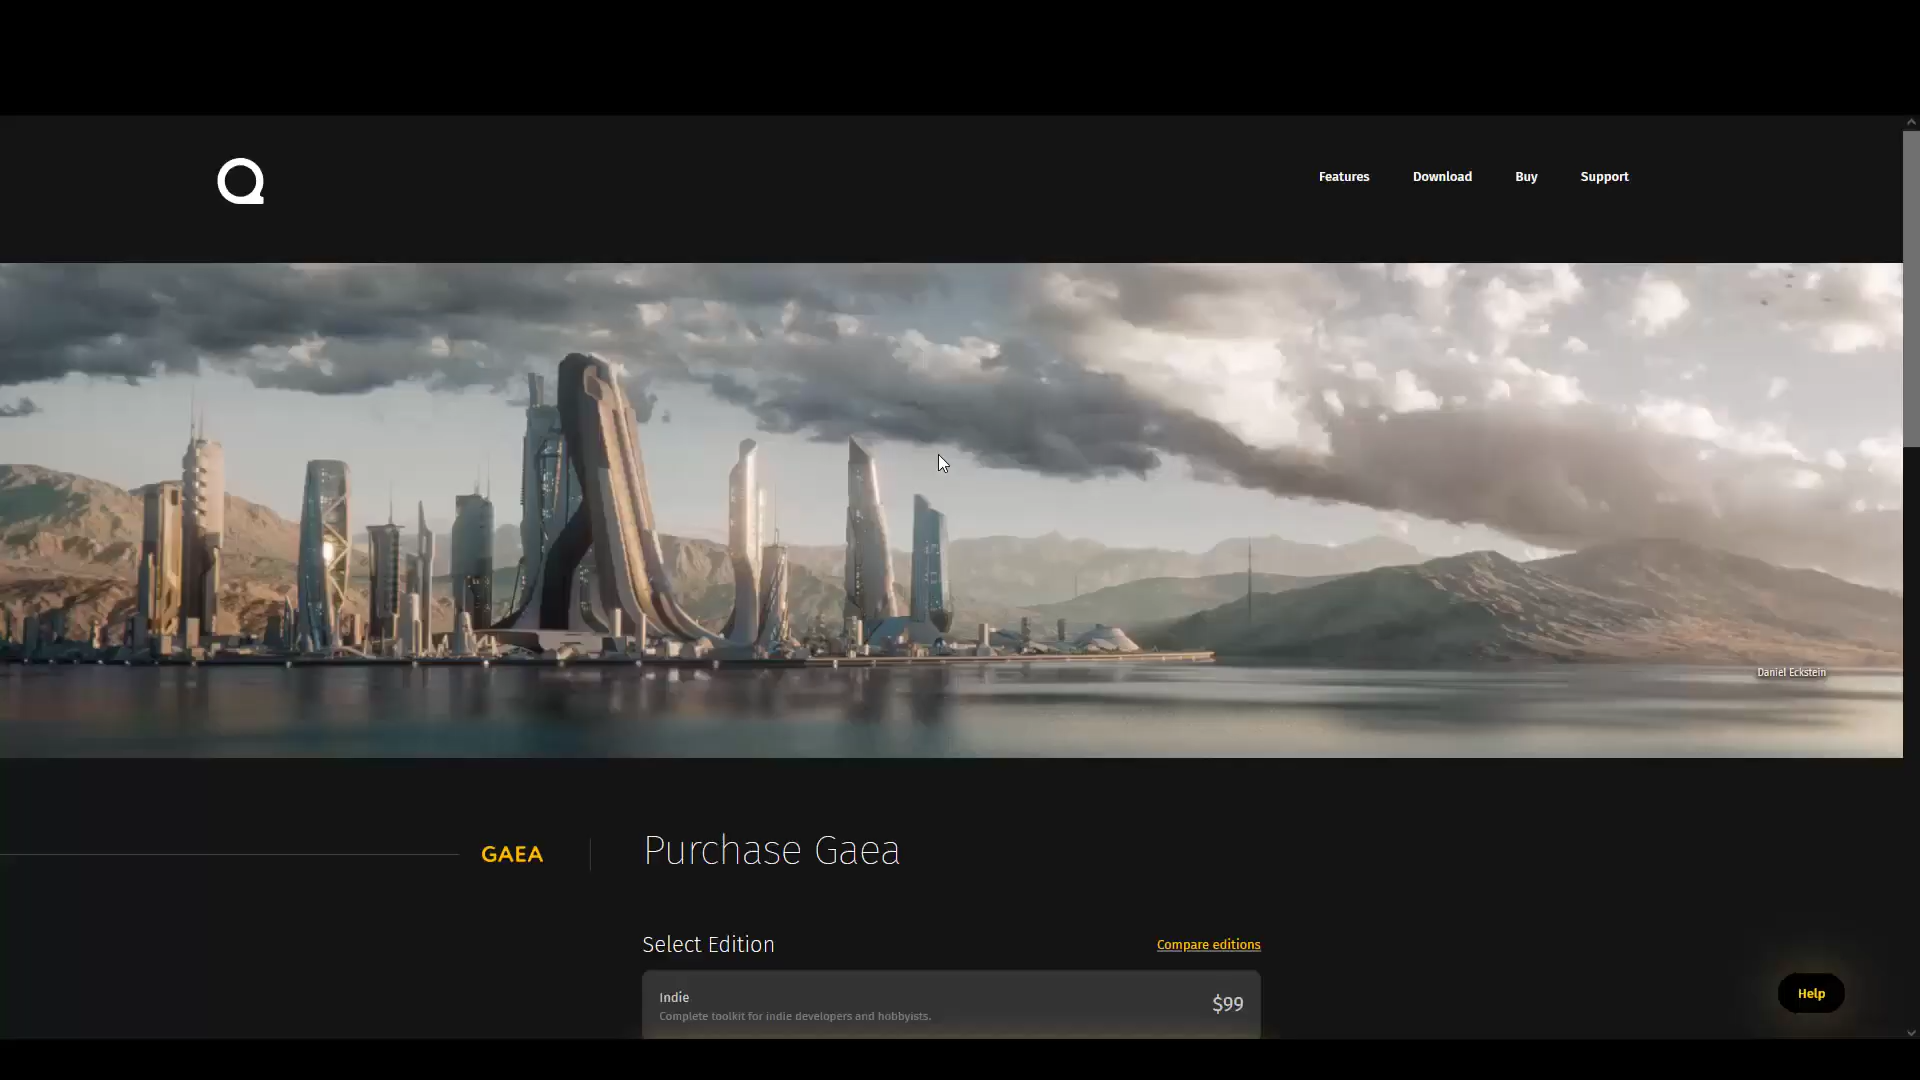 Features
Download
Buy
Support
Daniel Eckstein
GAEA
Purchase Gaea
Select Edition
Compare editions
Indie
$99
Complete toolkit for indie developers and hobbyists.
Help